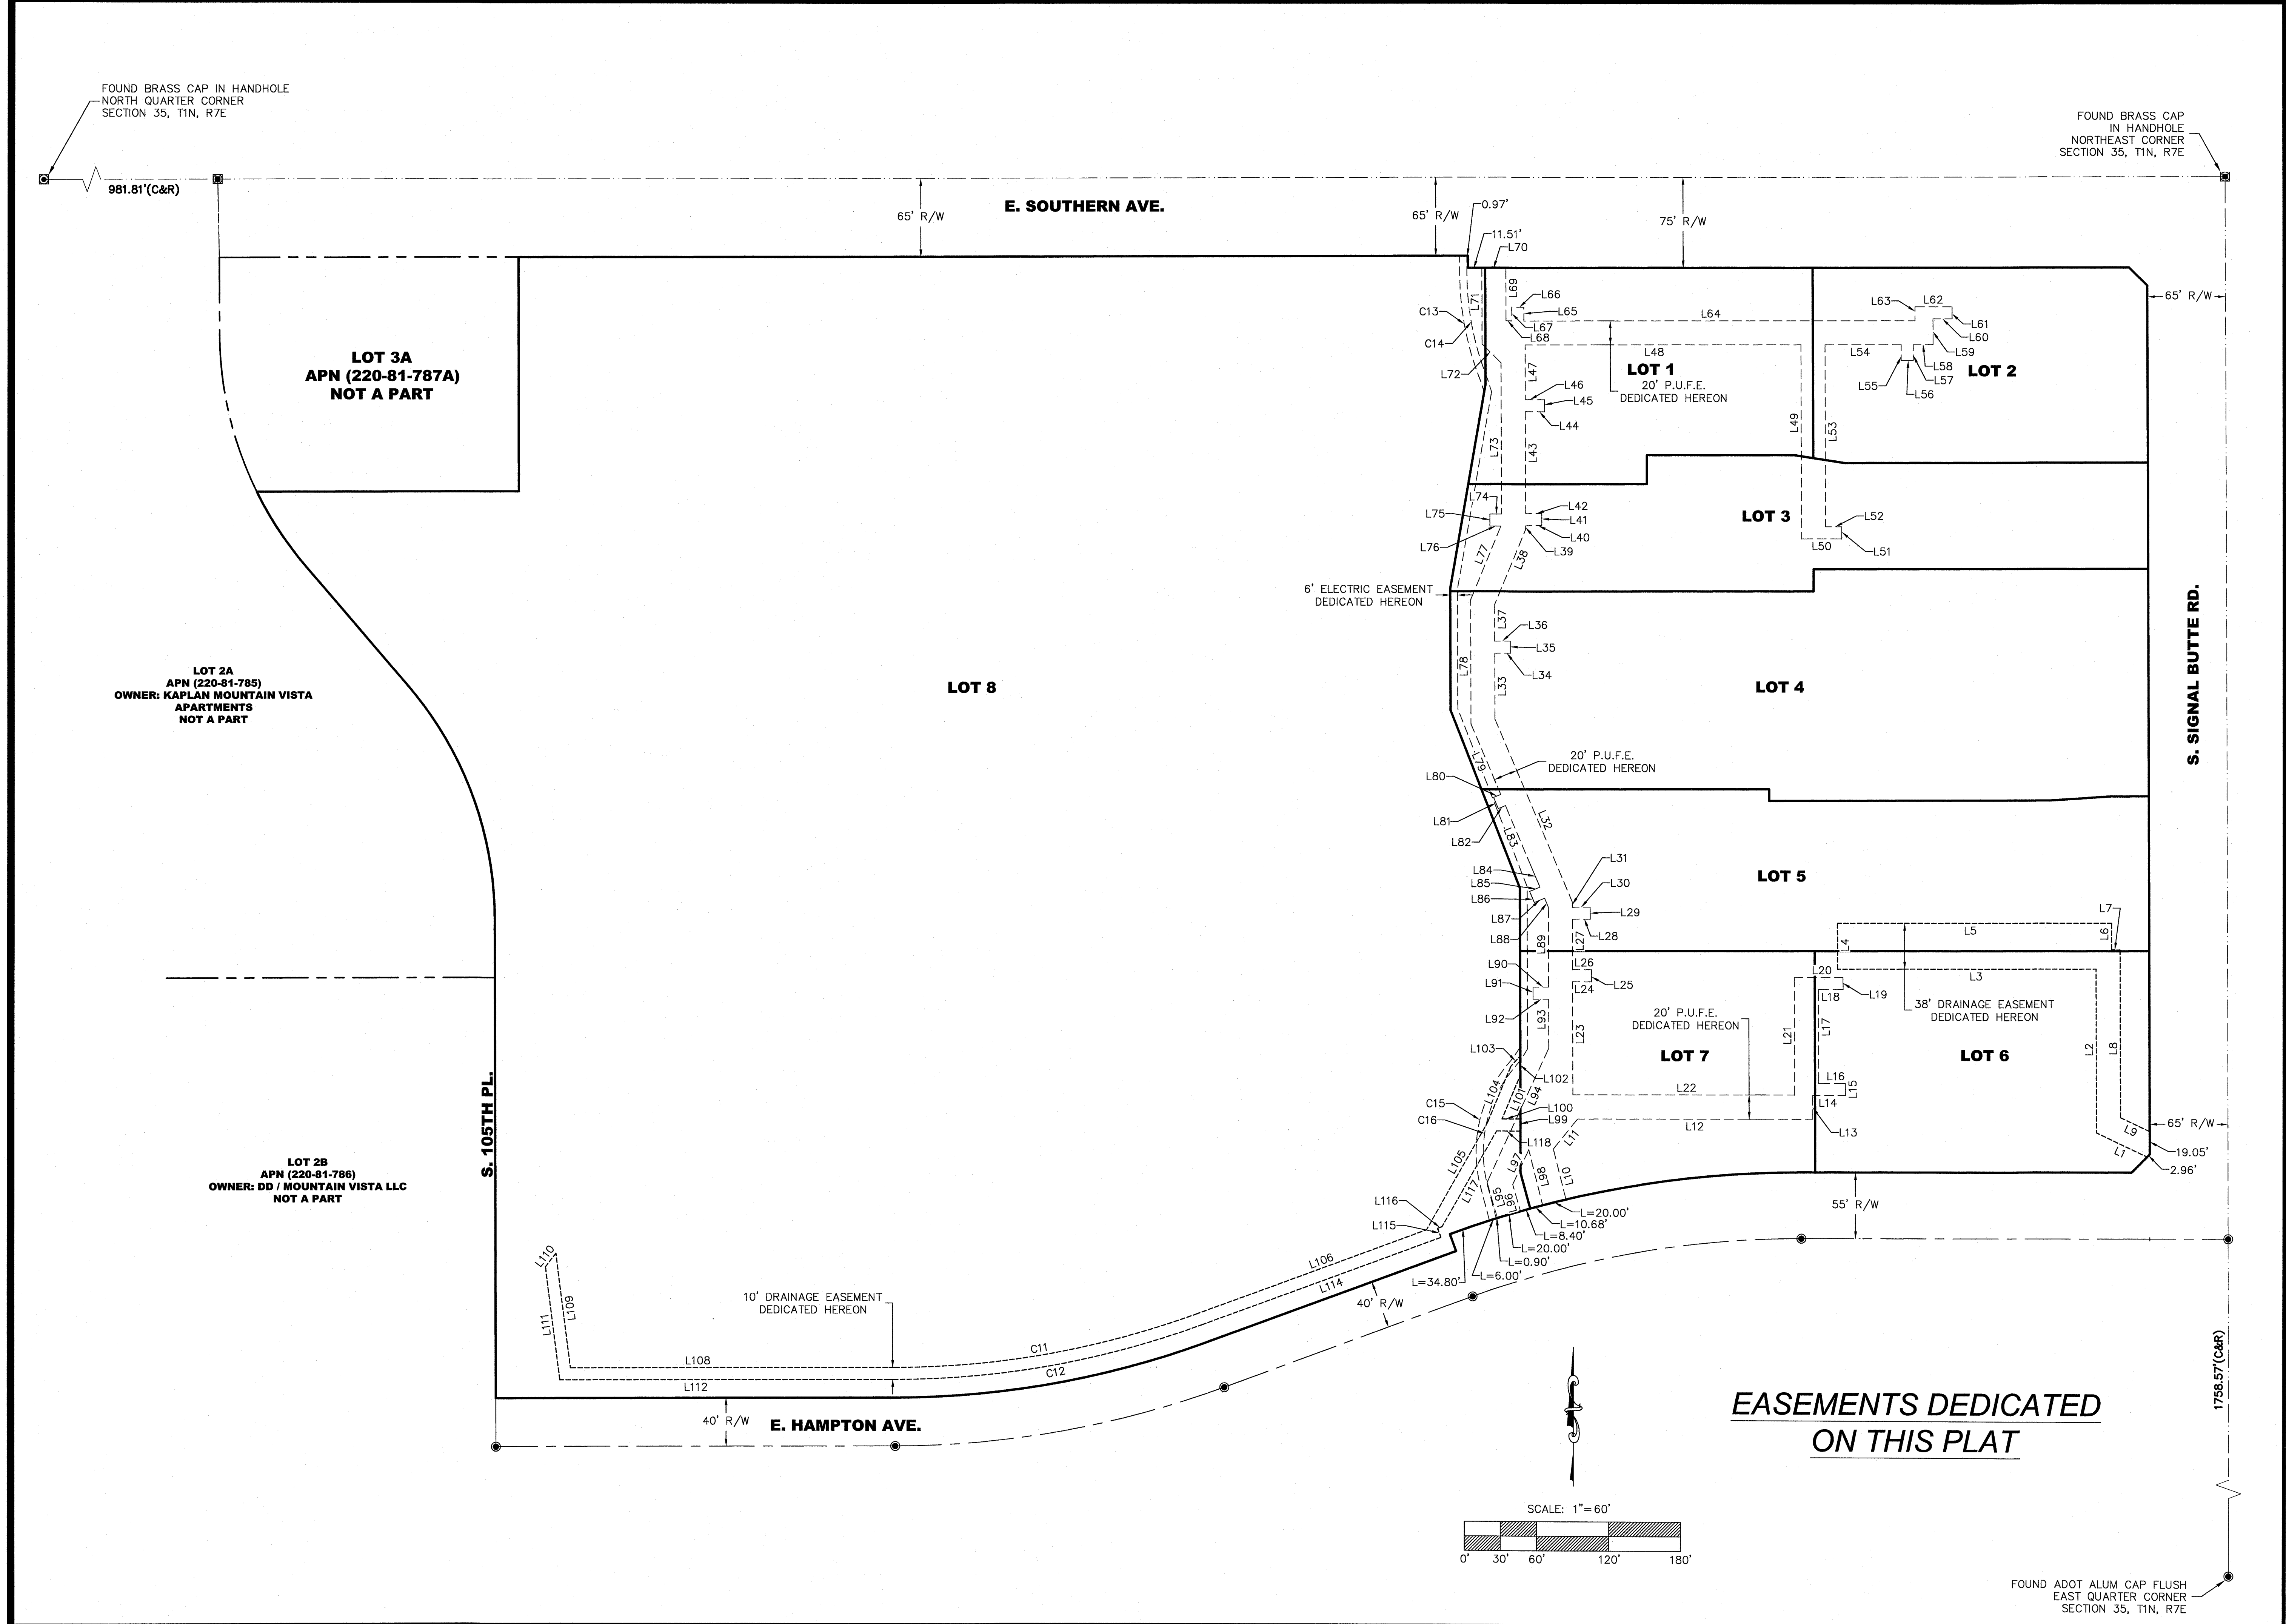 FOUND BRASS CAP IN HANDHOLE
NORTH QUARTER CORNER
SECTION 35, T1N, R7E
FOUND BRASS CAP
IN HANDHOLE
NORTHEAST CORNER
SECTION 35, T1N, R7E
981.81'(C&R)
E. SOUTHERN AVE.
65' R/W
65' R/W
75' R/W
65' R/W
0.97'
11.51'
L70
L69
L71
L66
L65
L67
L68
L64
L63
L62
L61
L60
L59
L58
L57
L56
L55
L54
C13
C14
L72
L48
L47
L46
L45
L44
L43
L49
L53
L73
LOT 1
20' P.U.F.E.
DEDICATED HEREON
LOT 2
LOT 3A
APN (220-81-787A)
NOT A PART
L74
L75
L76
L77
L42
L41
L40
L39
L38
LOT 3
L52
L51
L50
6' ELECTRIC EASEMENT
DEDICATED HEREON
L37
L36
L35
L34
L33
L78
S. SIGNAL BUTTE RD.
LOT 2A
APN (220-81-785)
OWNER: KAPLAN MOUNTAIN VISTA
APARTMENTS
NOT A PART
LOT 8
LOT 4
L79
20' P.U.F.E.
DEDICATED HEREON
L80
L81
L82
L83
L32
L84
L85
L86
L87
L88
L89
L31
L30
L29
L28
L27
LOT 5
L7
L6
L5
L4
L3
L26
L25
L24
L23
L90
L91
L92
L93
L20
L19
L18
L17
L21
38' DRAINAGE EASEMENT
DEDICATED HEREON
20' P.U.F.E.
DEDICATED HEREON
LOT 7
LOT 6
L2
L8
L16
L15
L14
L13
L22
L12
L11
L10
L9
L1
65' R/W
19.05'
2.96'
L103
L102
L104
L101
L94
L100
L99
L118
C15
C16
L105
L117
L97
L98
L95
L96
L116
L115
55' R/W
L=20.00'
L=10.68'
L=8.40'
L=20.00'
L=0.90'
L=6.00'
L=34.80'
S. 105TH PL.
LOT 2B
APN (220-81-786)
OWNER: DD / MOUNTAIN VISTA LLC
NOT A PART
L110
L109
L111
L108
L112
10' DRAINAGE EASEMENT
DEDICATED HEREON
C11
C12
L106
L114
40' R/W
40' R/W
E. HAMPTON AVE.
1758.57'(C&R)
EASEMENTS DEDICATED
ON THIS PLAT
SCALE: 1"=60'
0' 30' 60' 120' 180'
FOUND ADOT ALUM CAP FLUSH
EAST QUARTER CORNER
SECTION 35, T1N, R7E